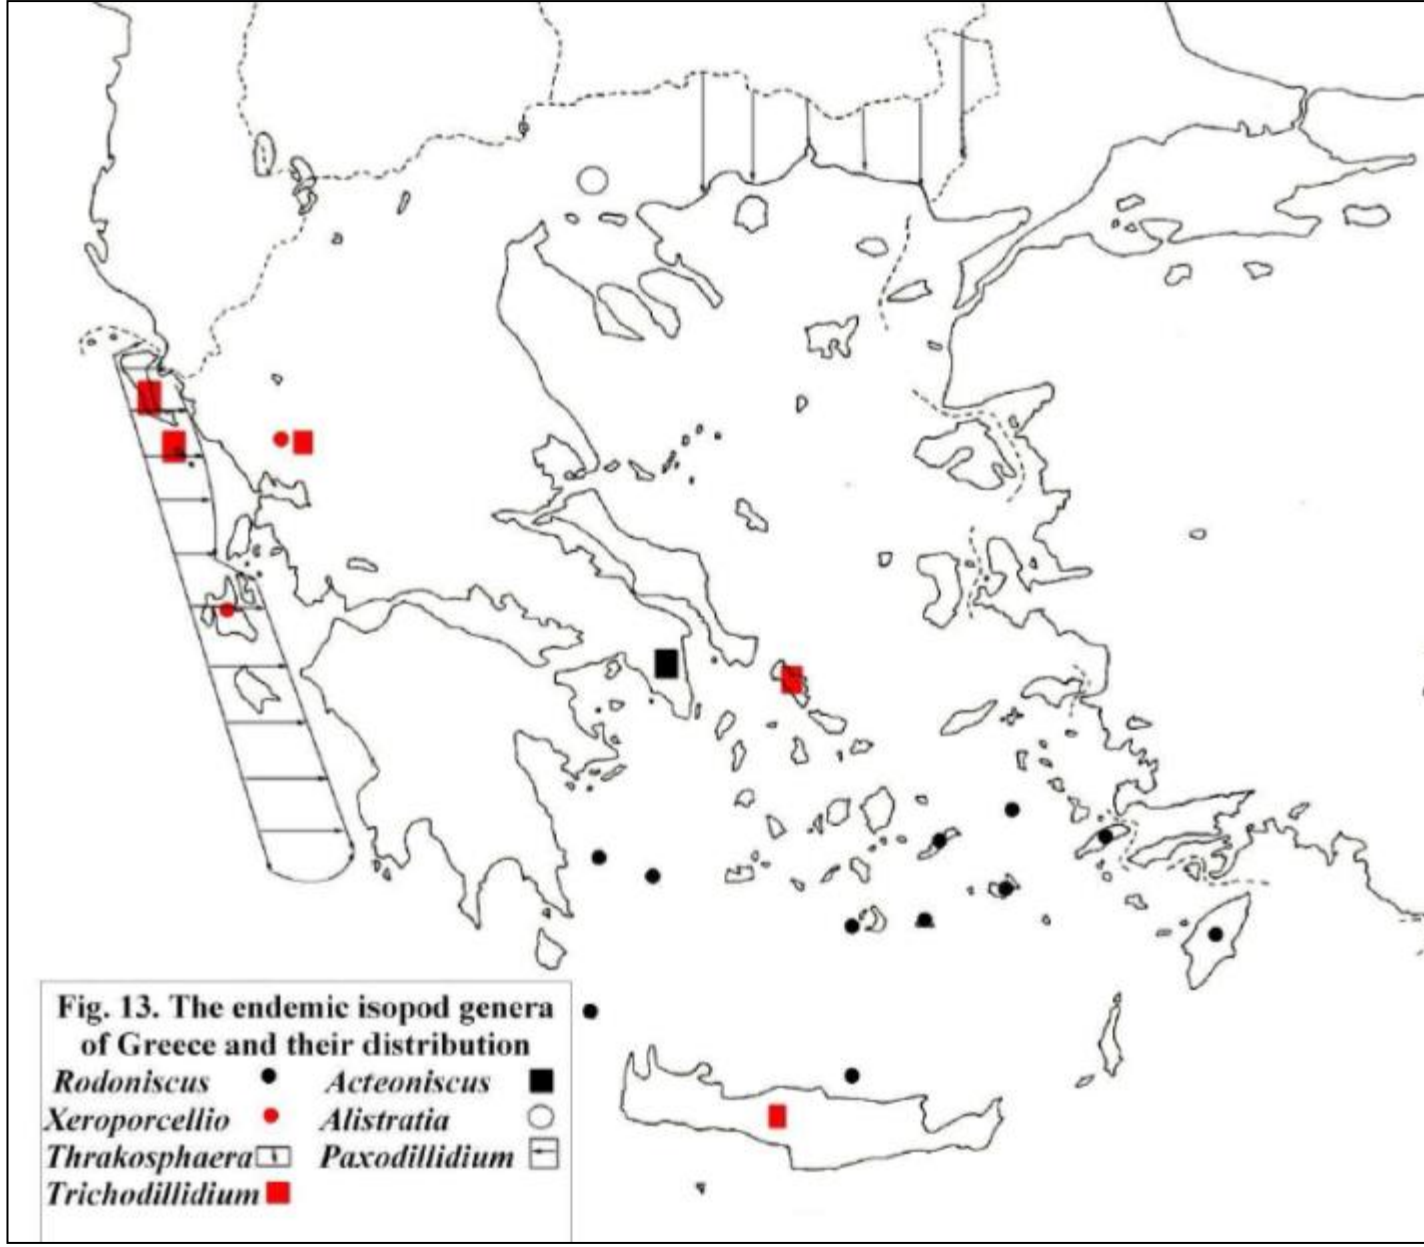 Fig. 13. The endemic isopod genera
of Greece and their distribution
Rodoniscus Acteoniscus
Xeroporcellio Alistratia
Thrakosphaera Paxodillidium
Trichodillidium